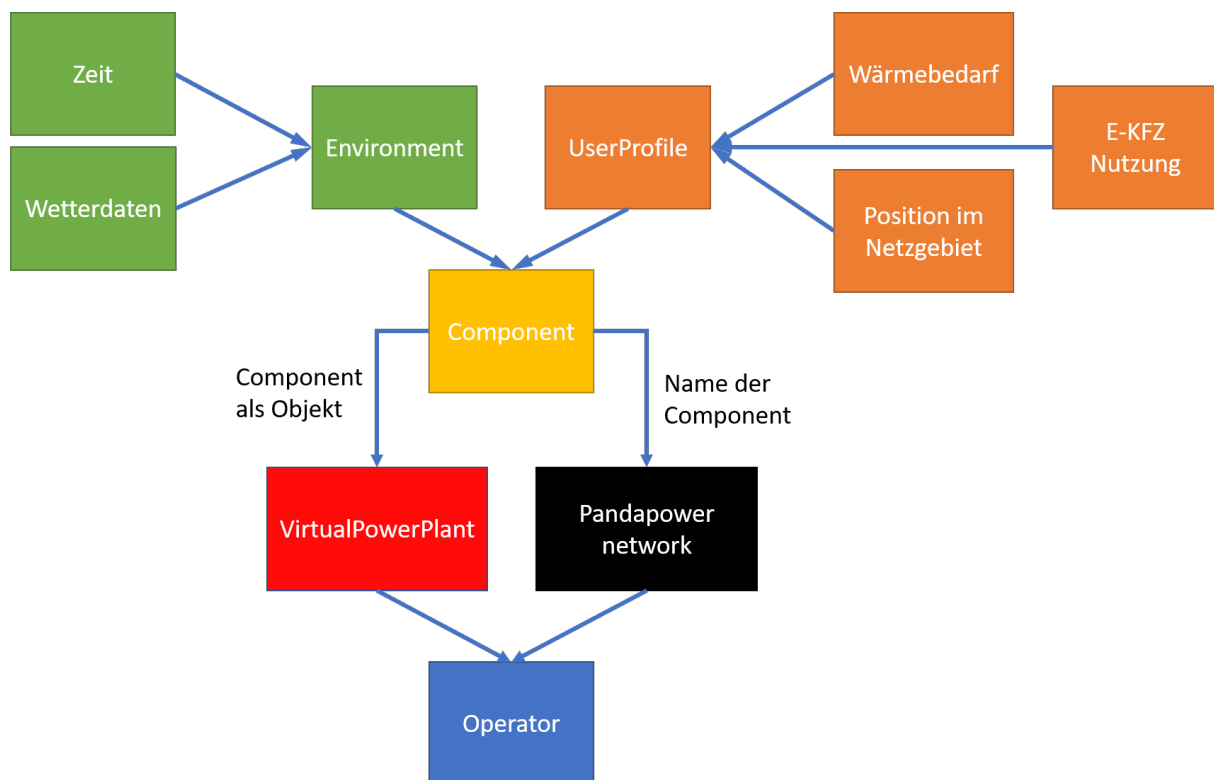 Zeit
Wärmebedarf
Environment
UserProfile
E-KFZ
Nutzung
Wetterdaten
Position im
Netzgebiet
Component
Component
als Objekt
Name der
Component
VirtualPowerPlant
Pandapower
network
Operator